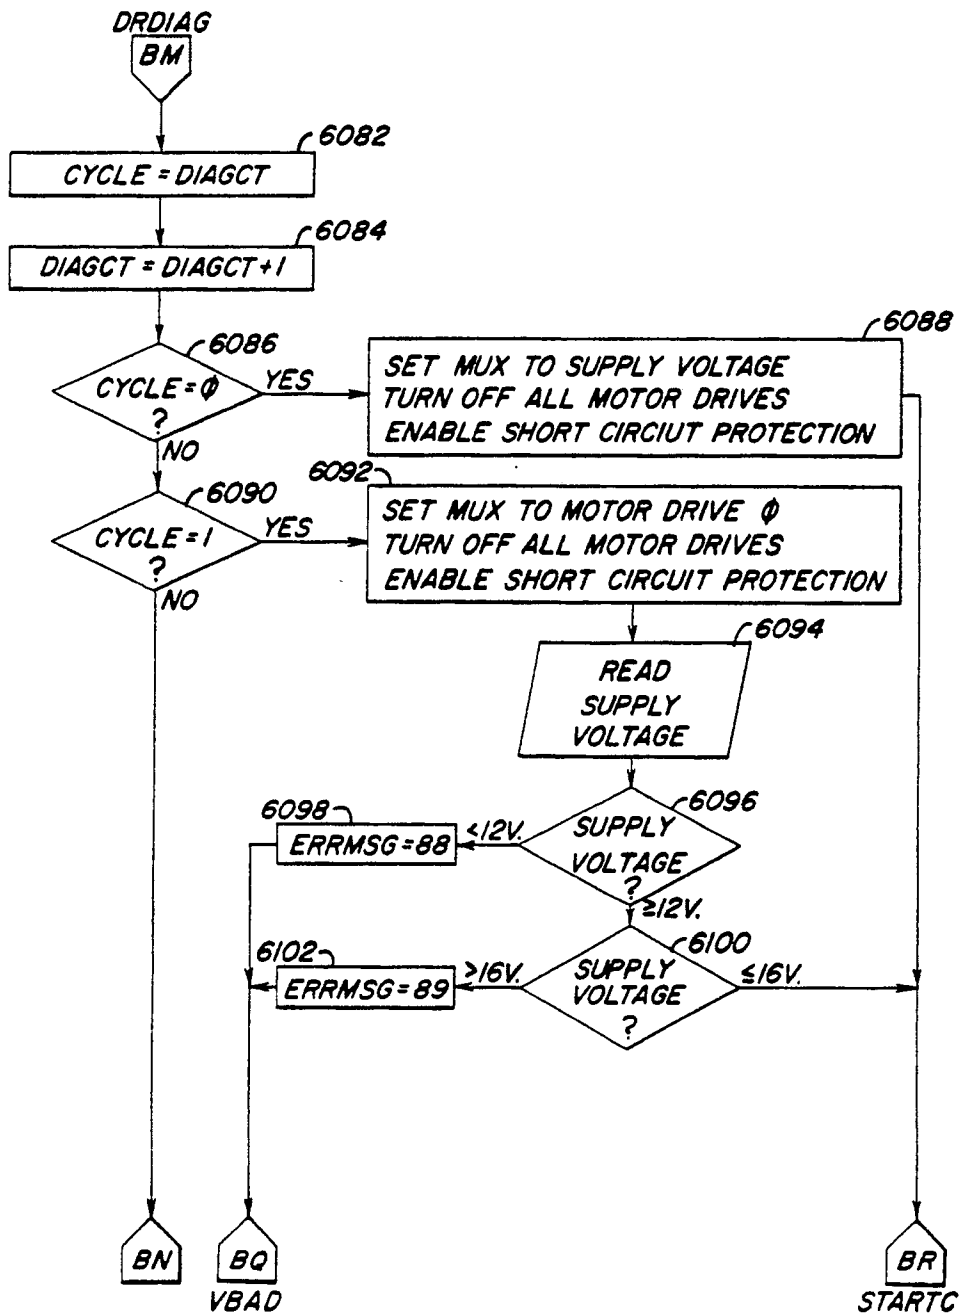 DRDIAG
BM
6082
CYCLE = DIAGCT
6084
DIAGCT = DIAGCT+1
6086
CYCLE=ϕ
?
YES
NO
6088
SET MUX TO SUPPLY VOLTAGE
TURN OFF ALL MOTOR DRIVES
ENABLE SHORT CIRCIUT PROTECTION
6090
CYCLE=1
?
YES
NO
6092
SET MUX TO MOTOR DRIVE ϕ
TURN OFF ALL MOTOR DRIVES
ENABLE SHORT CIRCUIT PROTECTION
6094
READ
SUPPLY
VOLTAGE
6096
SUPPLY
VOLTAGE
?
<12V.
≥12V.
6098
ERRMSG=88
6100
SUPPLY
VOLTAGE
?
>16V.
≤16V.
6102
ERRMSG=89
BN
BQ
VBAD
BR
STARTC